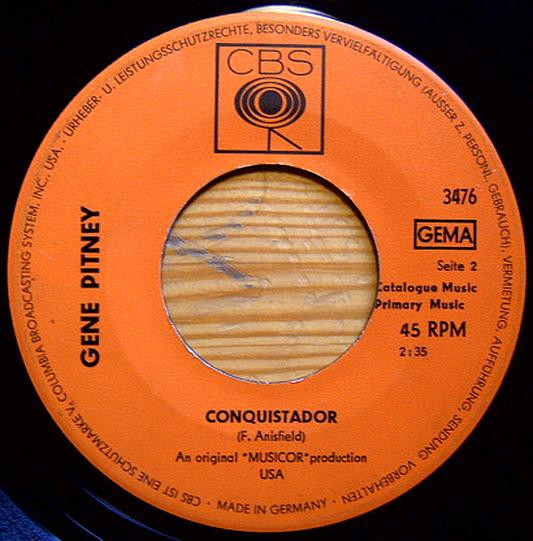 CBS
3476
GEMA
Seite 2
Catalogue Music
Primary Music
45 RPM
2:35
GENE PITNEY
CONQUISTADOR
(F. Anisfield)
An original "MUSICOR" production
USA
CBS IST EINE SCHUTZMARKE V. COLUMBIA BROADCASTING SYSTEM, INC., USA. · URHEBER- U. LEISTUNGSSCHUTZRECHTE, BESONDERS VERVIELFÄLTIGUNG (AUSSER Z. PERSONL. GEBRAUCH), VERMIETUNG, AUFFÜHRUNG, SENDUNG VORBEHALTEN · MADE IN GERMANY ·